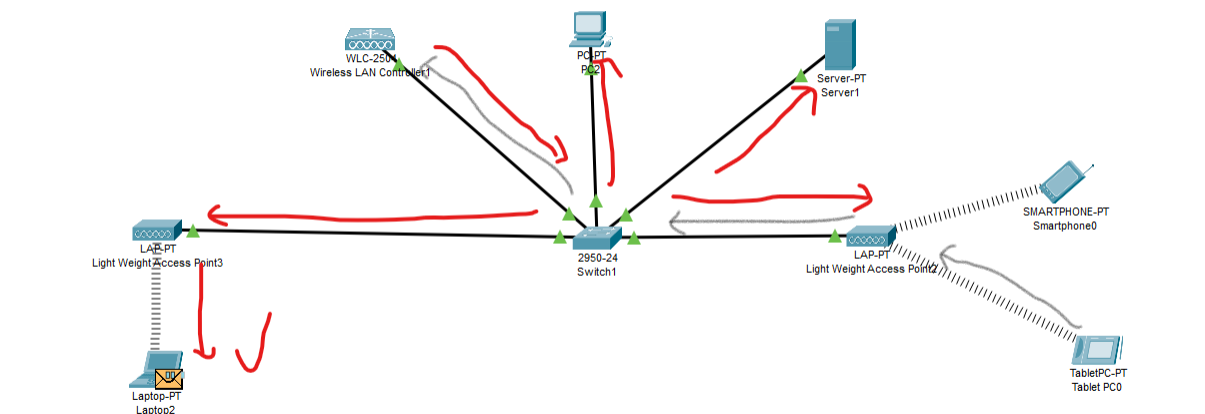 WLC-2504
Wireless LAN Controller1
PC-PT
PC2
Server-PT
Server1
SMARTPHONE-PT
Smartphone0
LAP-PT
Light Weight Access Point3
2950-24
Switch1
LAP-PT
Light Weight Access Point2
TabletPC-PT
Tablet PC0
Laptop-PT
Laptop2